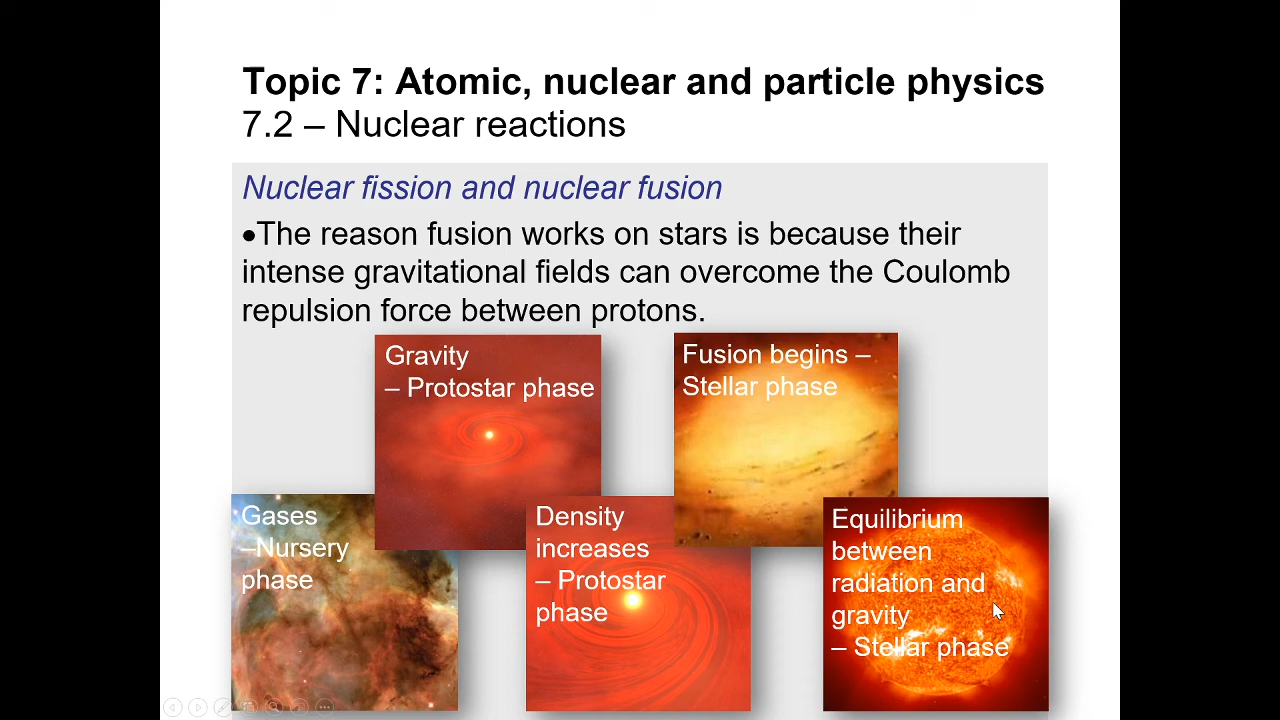 Topic 7: Atomic, nuclear and particle physics
7.2 – Nuclear reactions
Nuclear fission and nuclear fusion
•The reason fusion works on stars is because their
intense gravitational fields can overcome the Coulomb
repulsion force between protons.
Gravity
– Protostar phase
Fusion begins –
Stellar phase
Gases
–Nursery
phase
Density
increases
– Protostar
phase
Equilibrium
between
radiation and
gravity
– Stellar phase